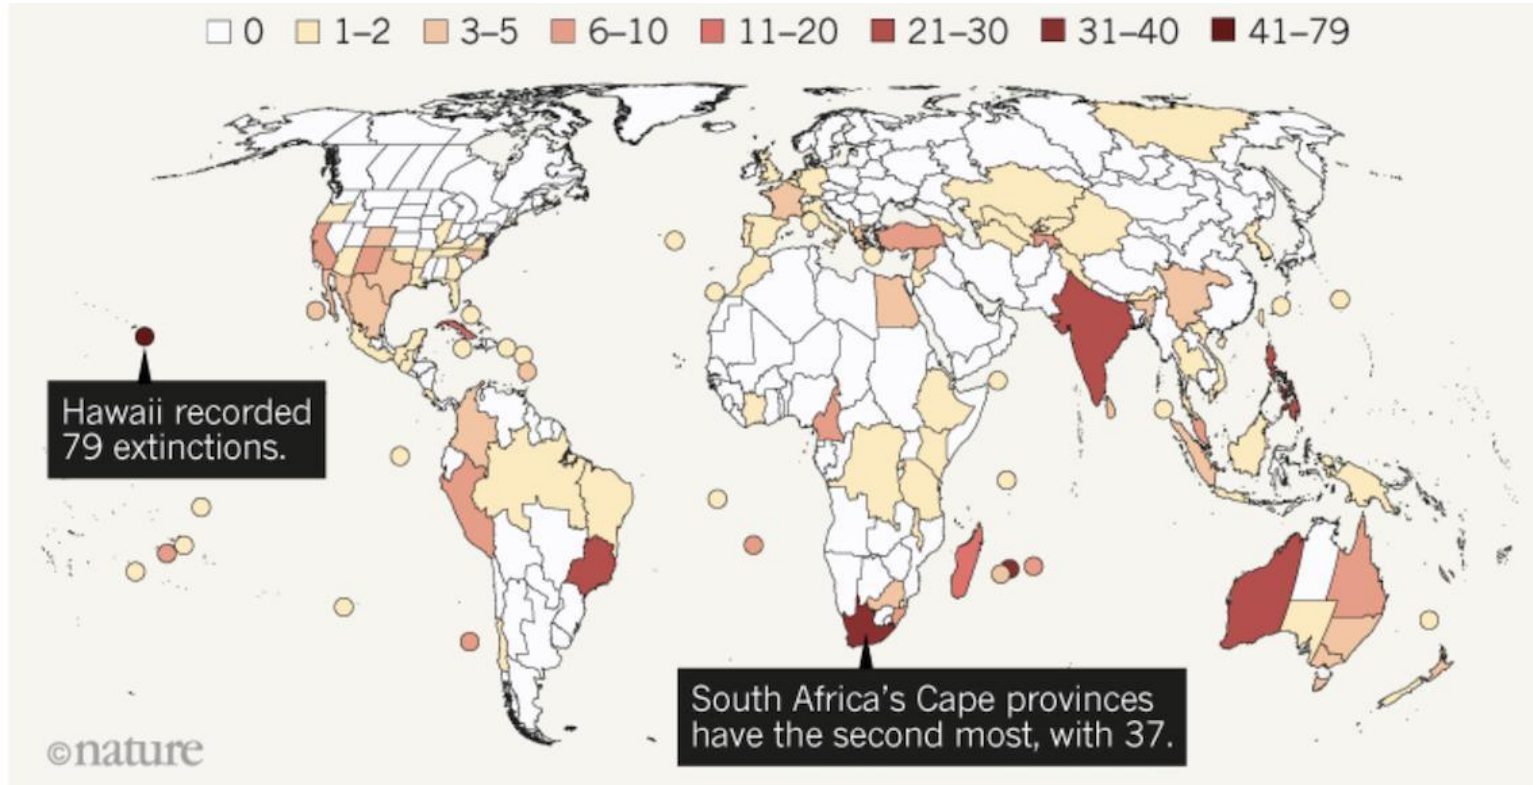 0 1–2 3–5 6–10 11–20 21–30 31–40 41–79
Hawaii recorded
79 extinctions.
South Africa's Cape provinces
have the second most, with 37.
©nature